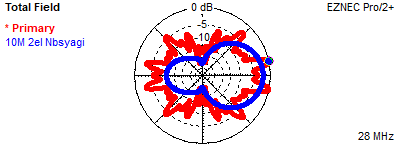 Total Field
0 dB
EZNEC Pro/2+
* Primary
10M 2el Nbsyagi
-5
-10
28 MHz